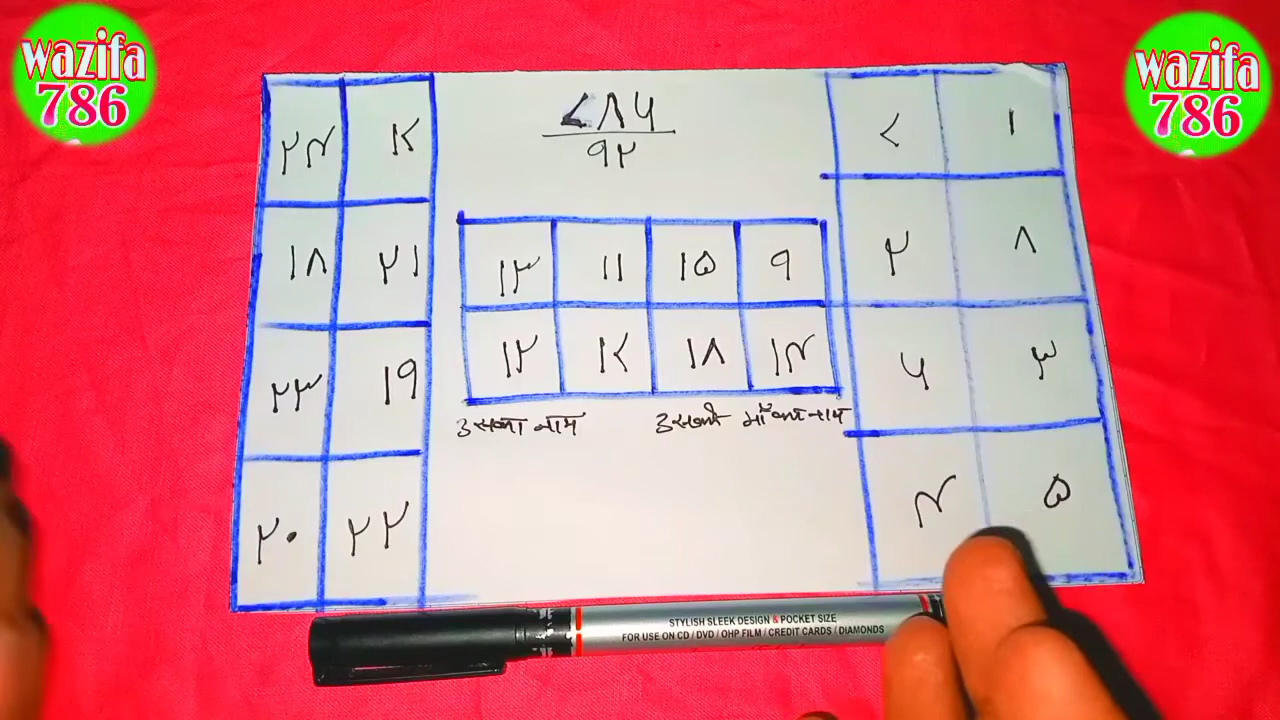 wazifa
786
wazifa
786
۷۸۶
۹۲
۲۴ ۱۷
۱۸ ۲۱
۲۳ ۱۹
۲۰ ۲۲
۱۳ ۱۱ ۱۵ ۹
۱۲ ۱۷ ۱۸ ۱۴
उसका नाम
उसकी माँ का नाम
۷ ۱
۲ ۸
۶ ۳
۴ ۵
STYLISH SLEEK DESIGN & POCKET SIZE
FOR USE ON CD / DVD / OHP FILM / CREDIT CARDS / DIAMONDS